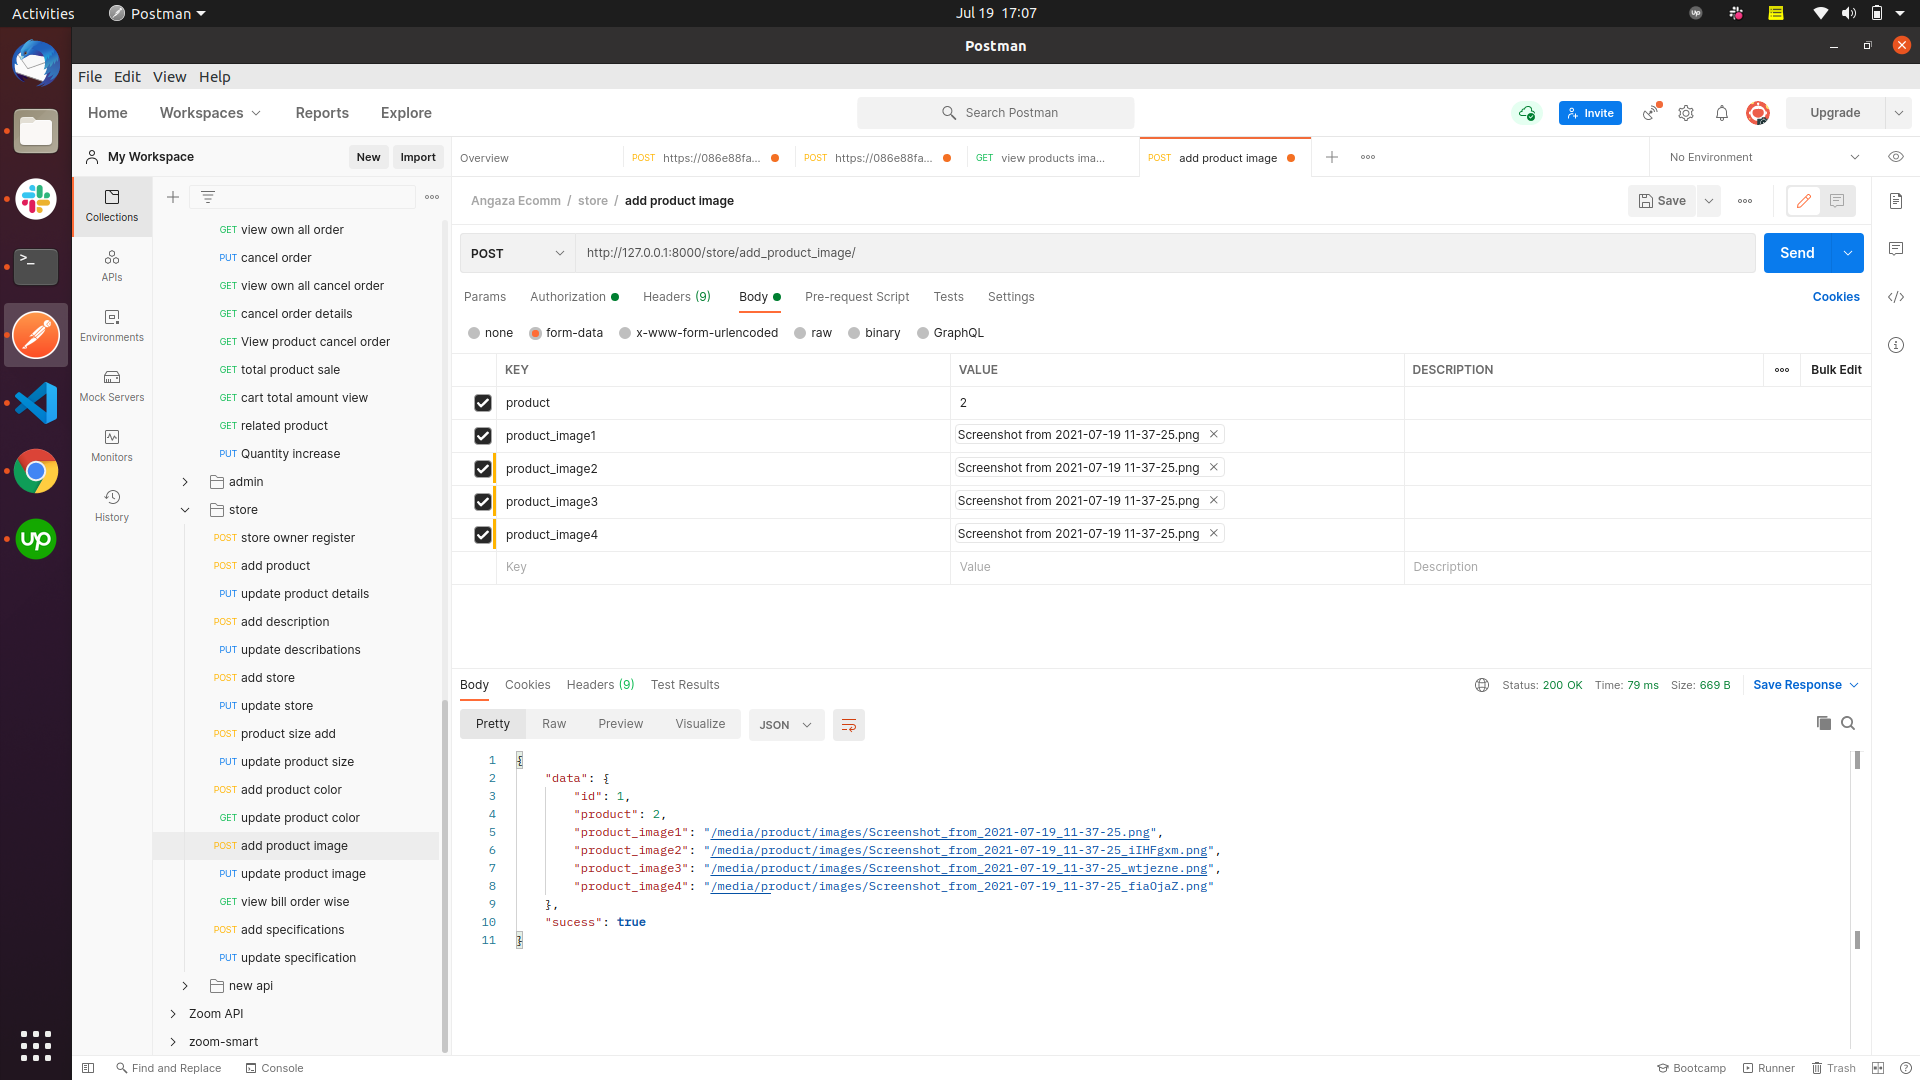 Activities
Postman
Jul 19 17:07
Postman
File Edit View Help
Home Workspaces Reports Explore
Search Postman
Invite
Upgrade
My Workspace
New
Import
Overview
POST https://086e88fa...
POST https://086e88fa...
GET view products ima...
POST add product image
No Environment
Collections
APIs
Environments
Mock Servers
Monitors
History
GET view own all order
PUT cancel order
GET view own all cancel order
GET cancel order details
GET View product cancel order
GET total product sale
GET cart total amount view
GET related product
PUT Quantity increase
admin
store
POST store owner register
POST add product
PUT update product details
POST add description
PUT update describations
POST add store
PUT update store
POST product size add
PUT update product size
POST add product color
GET update product color
POST add product image
PUT update product image
GET view bill order wise
POST add specifications
PUT update specification
new api
Zoom API
zoom-smart
Angaza Ecomm / store / add product image
Save
POST
http://127.0.0.1:8000/store/add_product_image/
Send
Params Authorization Headers (9) Body Pre-request Script Tests Settings
Cookies
none form-data x-www-form-urlencoded raw binary GraphQL
KEY VALUE DESCRIPTION
Bulk Edit
product 2
product_image1 Screenshot from 2021-07-19 11-37-25.png
product_image2 Screenshot from 2021-07-19 11-37-25.png
product_image3 Screenshot from 2021-07-19 11-37-25.png
product_image4 Screenshot from 2021-07-19 11-37-25.png
Key Value Description
Body Cookies Headers (9) Test Results
Status: 200 OK Time: 79 ms Size: 669 B
Save Response
Pretty Raw Preview Visualize
JSON
1 {
2 "data": {
3 "id": 1,
4 "product": 2,
5 "product_image1": "/media/product/images/Screenshot_from_2021-07-19_11-37-25.png",
6 "product_image2": "/media/product/images/Screenshot_from_2021-07-19_11-37-25_iIHFgxm.png",
7 "product_image3": "/media/product/images/Screenshot_from_2021-07-19_11-37-25_wtjezne.png",
8 "product_image4": "/media/product/images/Screenshot_from_2021-07-19_11-37-25_fiaOjaZ.png"
9 },
10 "sucess": true
11 }
Find and Replace
Console
Bootcamp
Runner
Trash